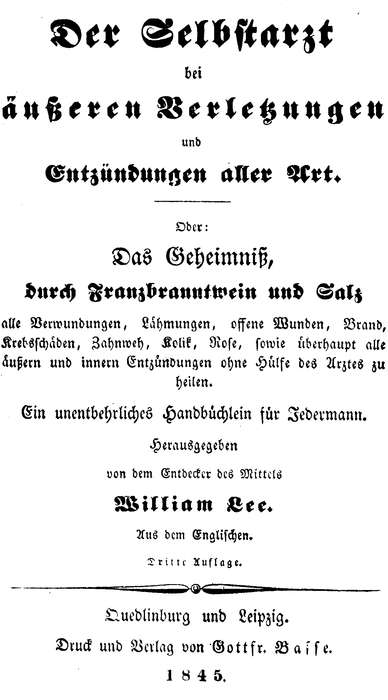 Der Selbstarzt
bei
äußeren Verletzungen
und
Entzündungen aller Art.
Oder:
Das Geheimniß,
durch Franzbranntwein und Salz
alle Verwundungen, Lähmungen, offene Wunden, Brand,
Krebsschäden, Zahnweh, Kolik, Rose, sowie überhaupt alle
äußern und innern Entzündungen ohne Hülfe des Arztes zu
heilen.
Ein unentbehrliches Handbüchlein für Jedermann.
Herausgegeben
von dem Entdecker des Mittels
William Lee.
Aus dem Englischen.
Dritte Auflage.
Quedlinburg und Leipzig.
Druck und Verlag von Gottfr. Basse.
1845.